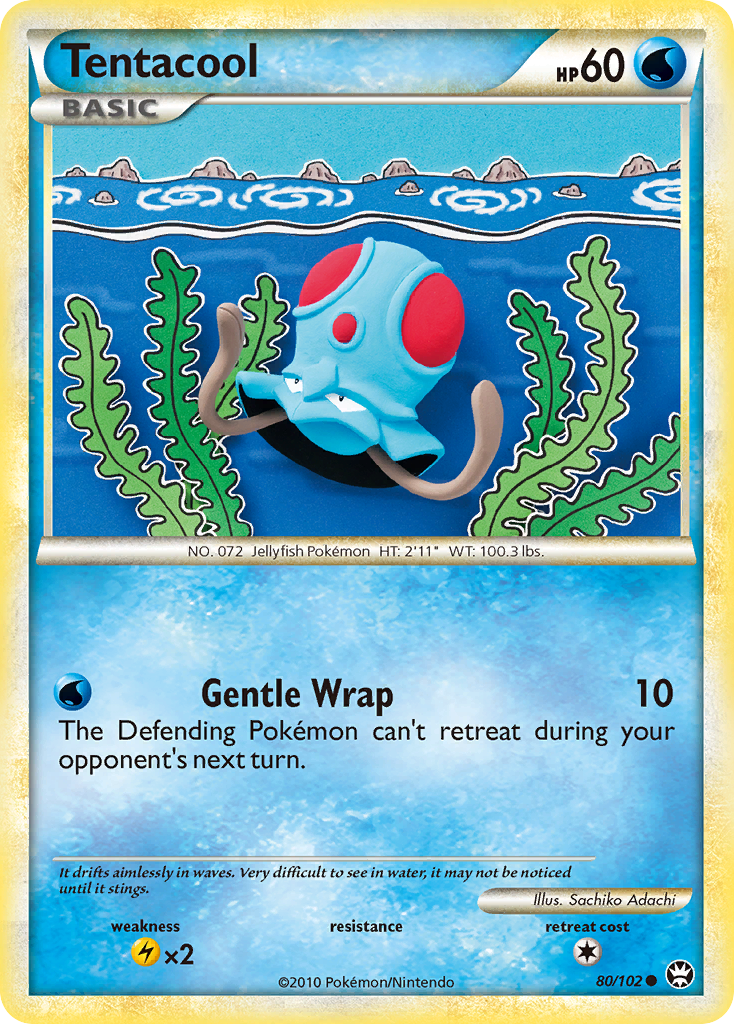 Tentacool
HP60
BASIC
NO. 072 Jellyfish Pokémon HT: 2'11" WT: 100.3 lbs.
Gentle Wrap 10
The Defending Pokémon can't retreat during your
opponent's next turn.
It drifts aimlessly in waves. Very difficult to see in water, it may not be noticed
until it stings.
Illus. Sachiko Adachi
weakness resistance retreat cost
×2
©2010 Pokémon/Nintendo 80/102